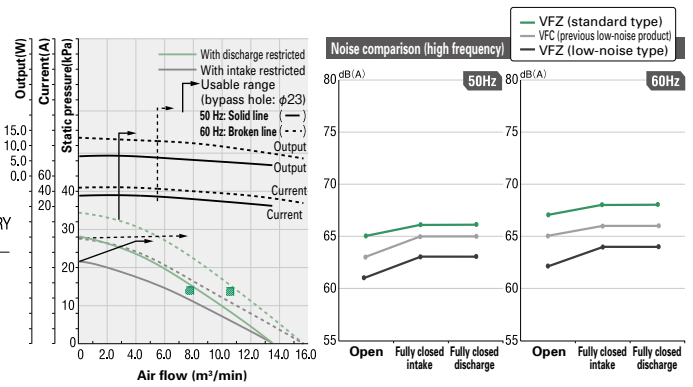 VFZ (standard type)
VFC (previous low-noise product)
VFZ (low-noise type)
Noise comparison (high frequency)
Output(W)
Current(A)
Static pressure(kPa)
With discharge restricted
With intake restricted
Usable range
(bypass hole: φ23)
50 Hz: Solid line ( — )
60 Hz: Broken line ( --- )
15.0
10.0
5.0
0.0
60
40
20
40
30
20
10
0
Output
Output
Current
Current
RY
0 2.0 4.0 6.0 8.0 10.0 12.0 14.0 16.0
Air flow (m³/min)
dB(A)
50Hz
80
75
70
65
60
55
Open
Fully closed
intake
Fully closed
discharge
dB(A)
60Hz
80
75
70
65
60
55
Open
Fully closed
intake
Fully closed
discharge